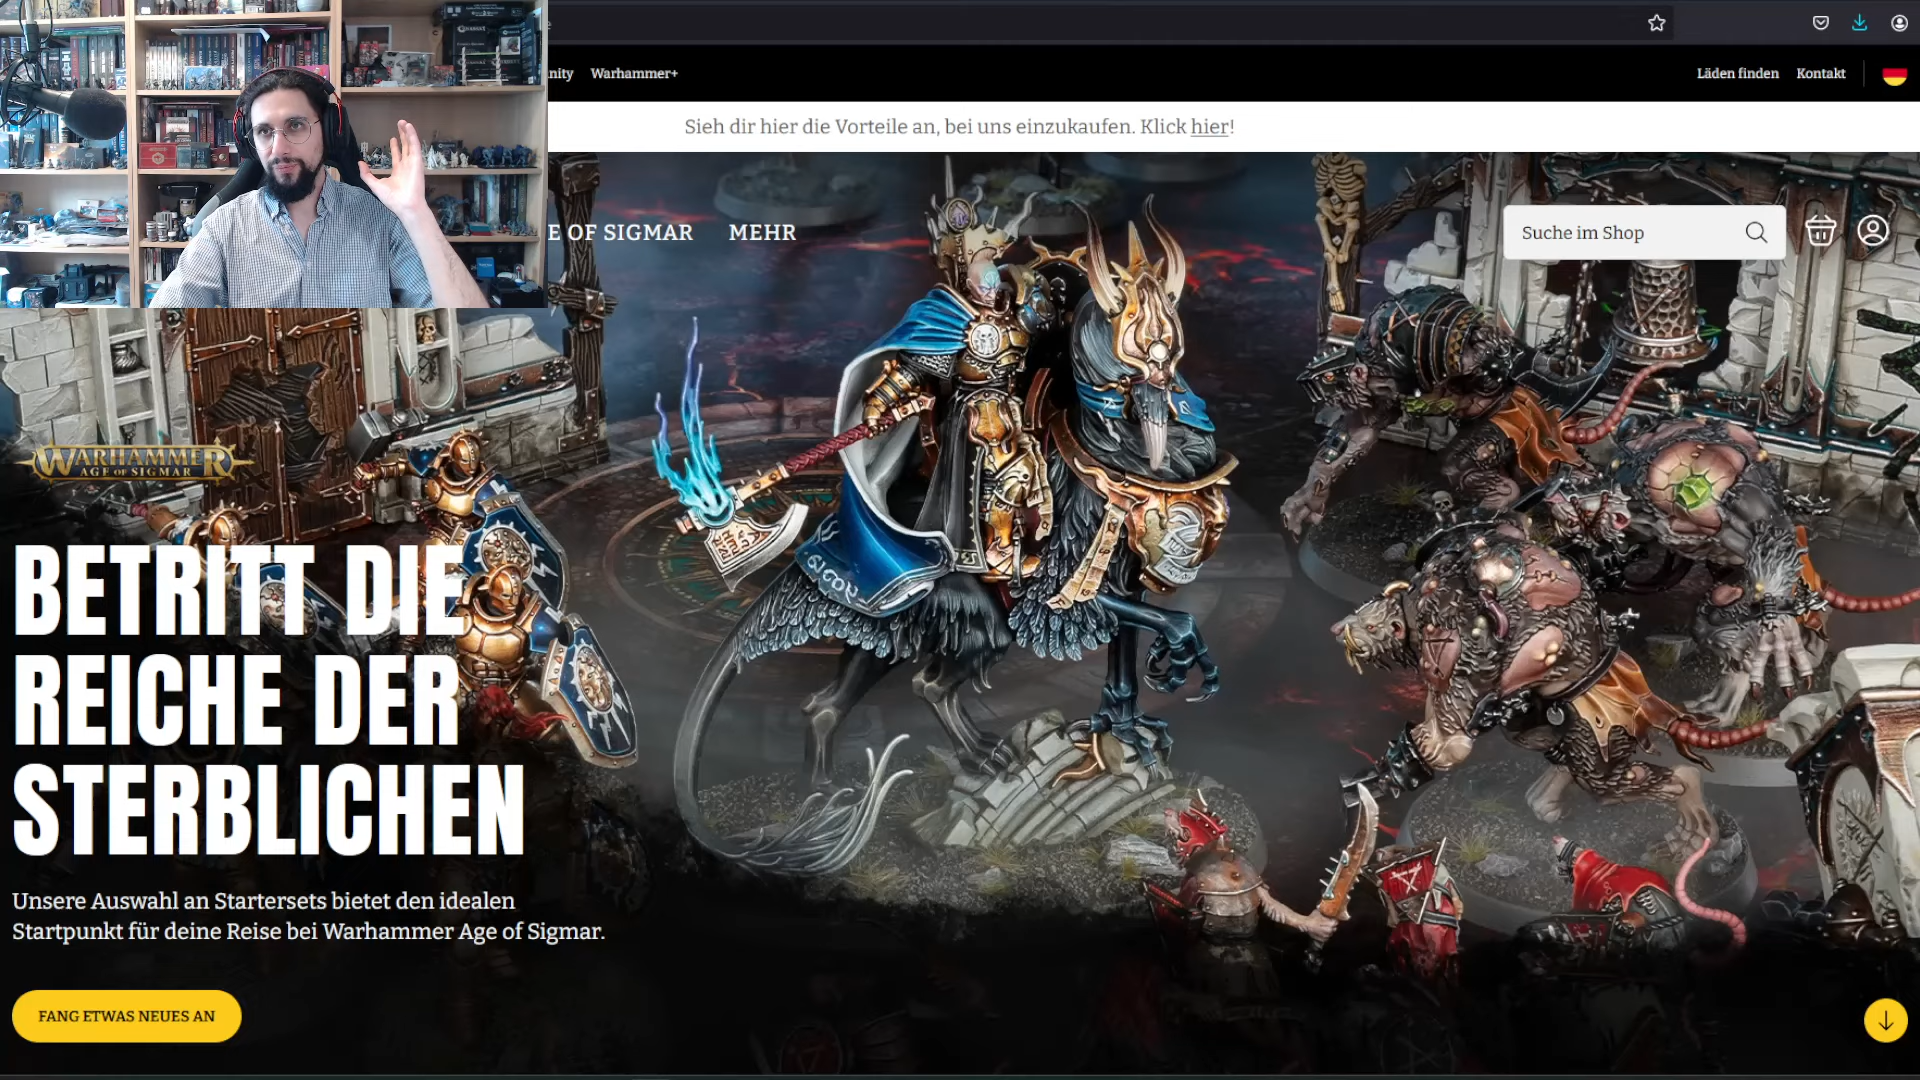 Warhammer+
Läden finden
Kontakt
Sieh dir hier die Vorteile an, bei uns einzukaufen. Klick hier!
OF SIGMAR
MEHR
Suche im Shop
WARHAMMER
AGE OF SIGMAR
BETRITT DIE
REICHE DER
STERBLICHEN
Unsere Auswahl an Startersets bietet den idealen
Startpunkt für deine Reise bei Warhammer Age of Sigmar.
FANG ETWAS NEUES AN